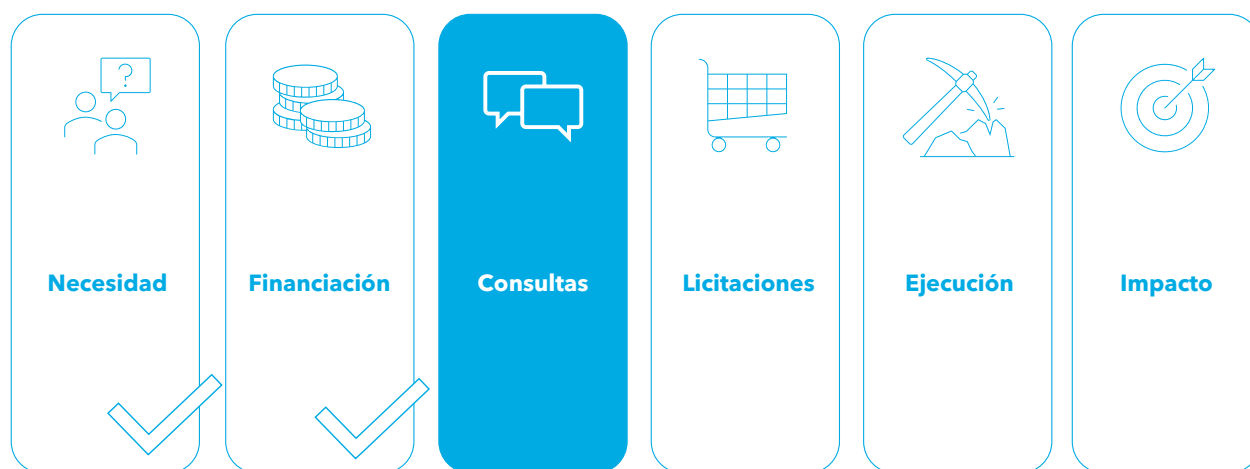 ?
Necesidad
Financiación
Consultas
Licitaciones
Ejecución
Impacto